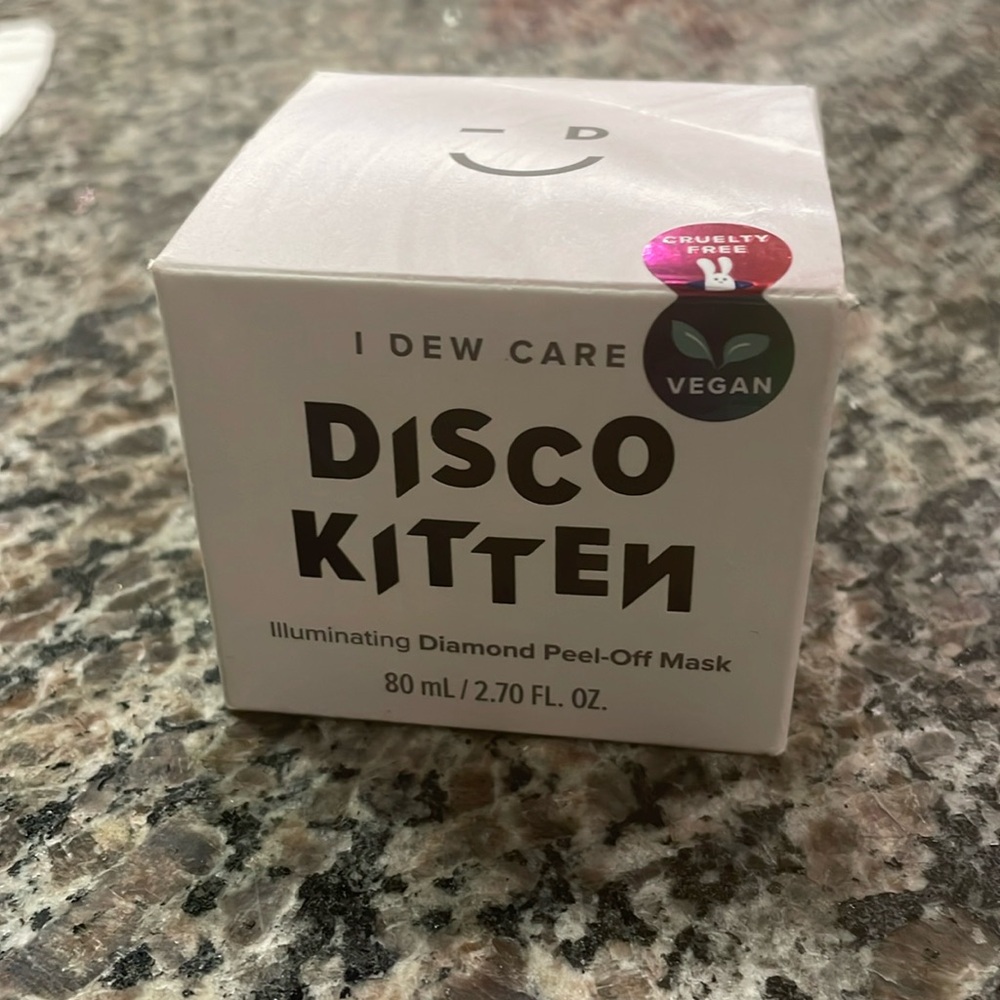 D
CRUELTY
FREE
I DEW CARE
VEGAN
DISCO
KITTEN
Illuminating Diamond Peel-Off Mask
80 mL / 2.70 FL. OZ.